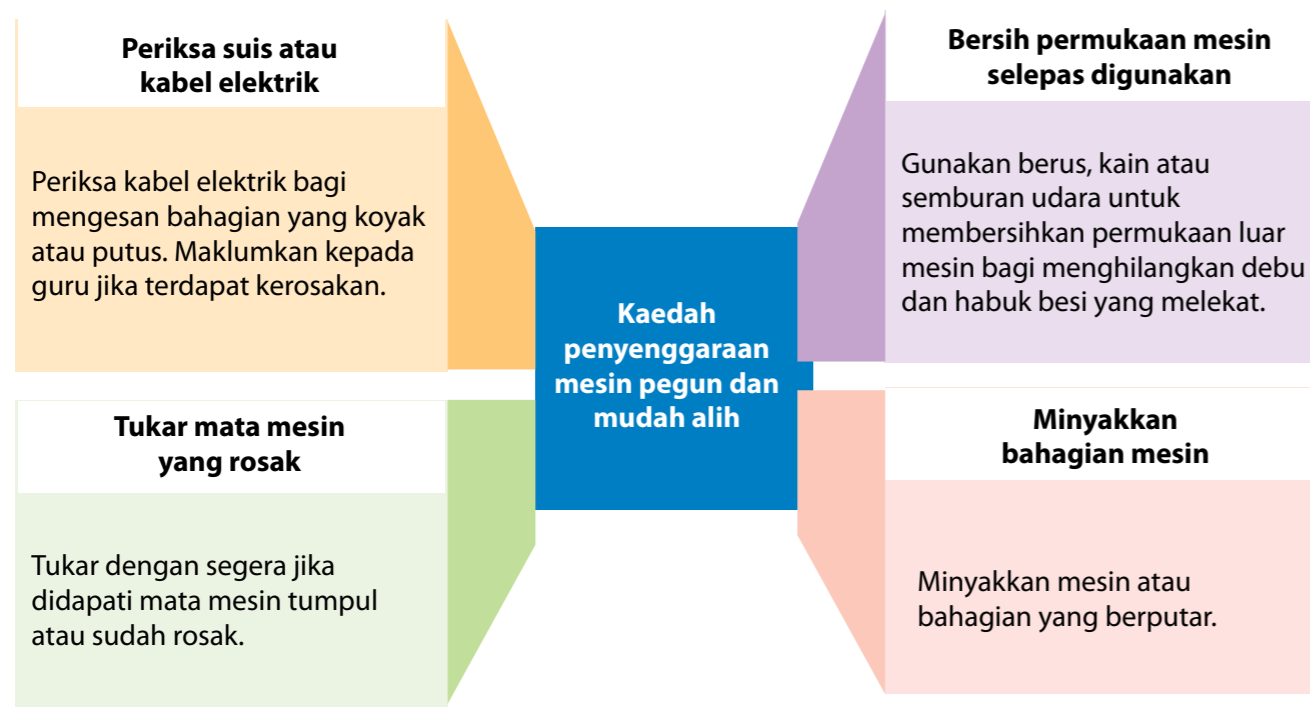 Periksa suis atau
kabel elektrik
Periksa kabel elektrik bagi
mengesan bahagian yang koyak
atau putus. Maklumkan kepada
guru jika terdapat kerosakan.
Bersih permukaan mesin
selepas digunakan
Gunakan berus, kain atau
semburan udara untuk
membersihkan permukaan luar
mesin bagi menghilangkan debu
dan habuk besi yang melekat.
Kaedah
penyenggaraan
mesin pegun dan
mudah alih
Tukar mata mesin
yang rosak
Tukar dengan segera jika
didapati mata mesin tumpul
atau sudah rosak.
Minyakkan
bahagian mesin
Minyakkan mesin atau
bahagian yang berputar.